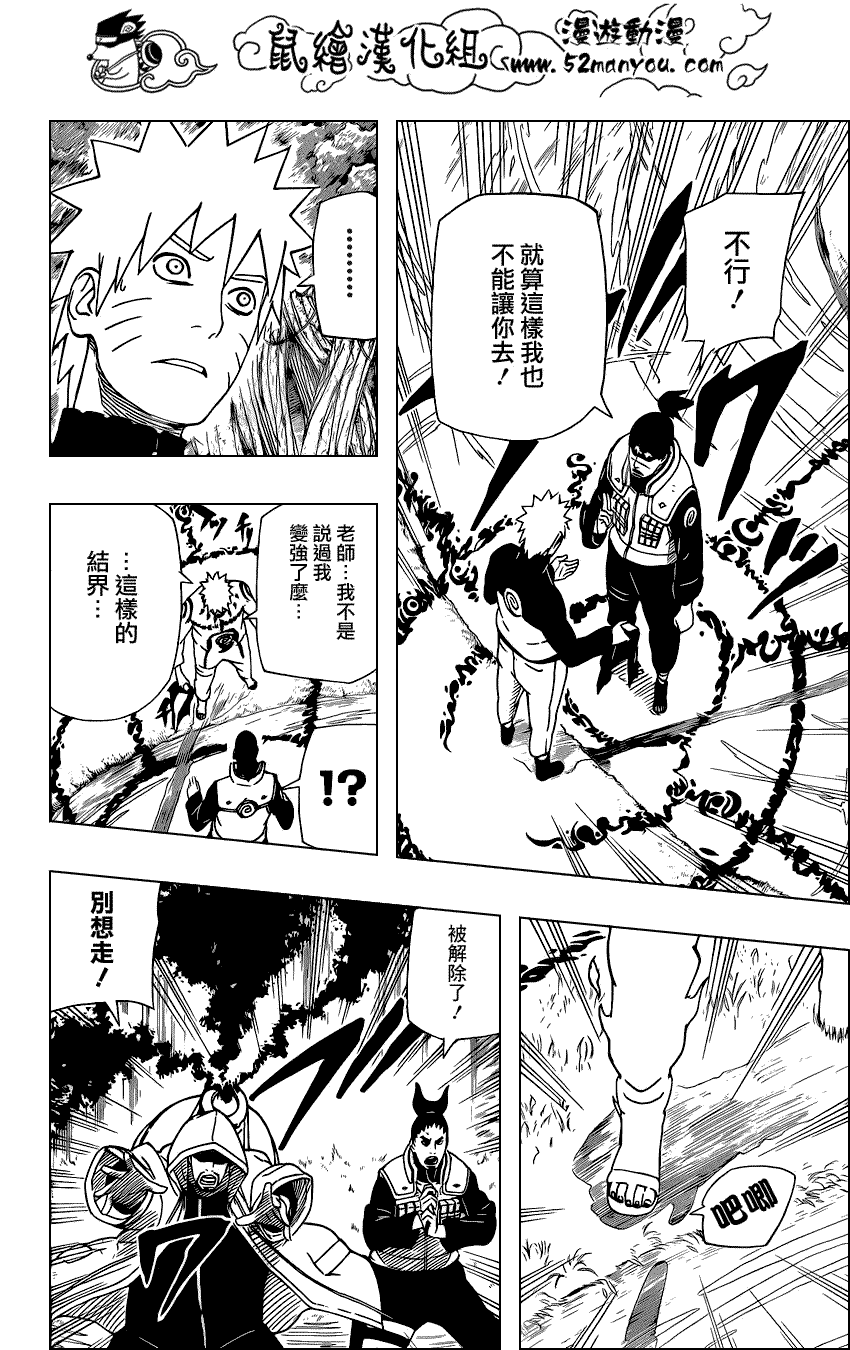 鼠繪漢化組
漫遊動漫
www.52manyou.com
不行！
就算這樣我也
不能讓你去！
………
老師…我不是
説過我
變強了麼…
…這樣的
結界…
!?
吧唧
被解除了！
別想走！